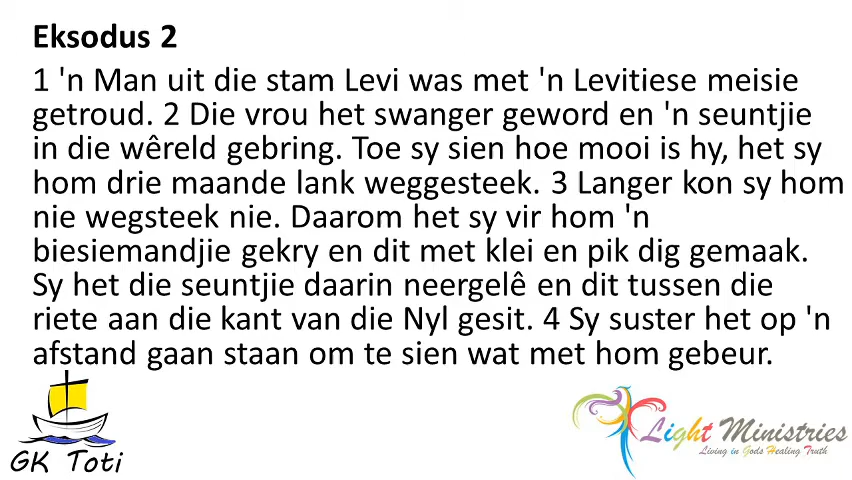 Eksodus 2
1 'n Man uit die stam Levi was met 'n Levitiese meisie
getroud. 2 Die vrou het swanger geword en 'n seuntjie
in die wêreld gebring. Toe sy sien hoe mooi is hy, het sy
hom drie maande lank weggesteek. 3 Langer kon sy hom
nie wegsteek nie. Daarom het sy vir hom 'n
biesiemandjie gekry en dit met klei en pik dig gemaak.
Sy het die seuntjie daarin neergelê en dit tussen die
riete aan die kant van die Nyl gesit. 4 Sy suster het op 'n
afstand gaan staan om te sien wat met hom gebeur.
GK Toti
Light Ministries
Living in Gods Healing Truth